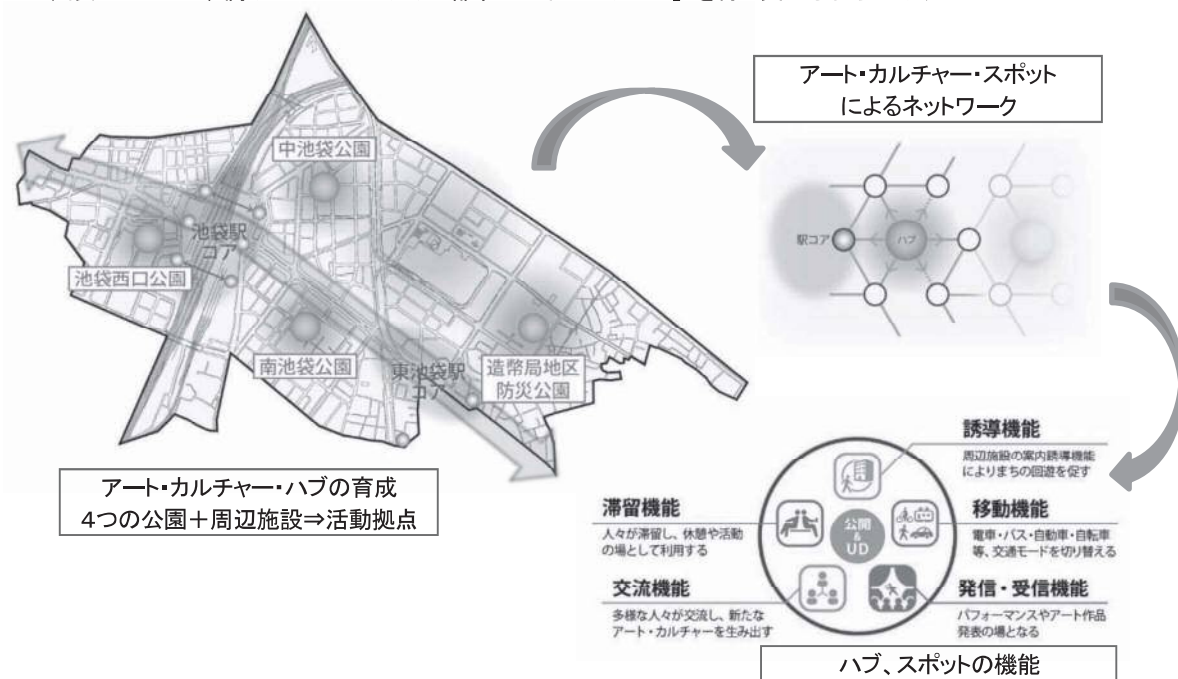 中池袋公園
池袋駅
コア
池袋西口公園
南池袋公園
東池袋駅
コア
造幣局地区
防災公園
アート・カルチャー・ハブの育成
4つの公園+周辺施設⇒活動拠点
アート・カルチャー・スポット
によるネットワーク
駅コア
ハブ
誘導機能
周辺施設の案内誘導機能
によりまちの回遊を促す
滞留機能
人々が滞留し、休憩や活動
の場として利用する
公開
&
UD
移動機能
電車・バス・自動車・自転車
等、交通モードを切り替える
交流機能
多様な人々が交流し、新たな
アート・カルチャーを生み出す
発信・受信機能
パフォーマンスやアート作品
発表の場となる
ハブ、スポットの機能